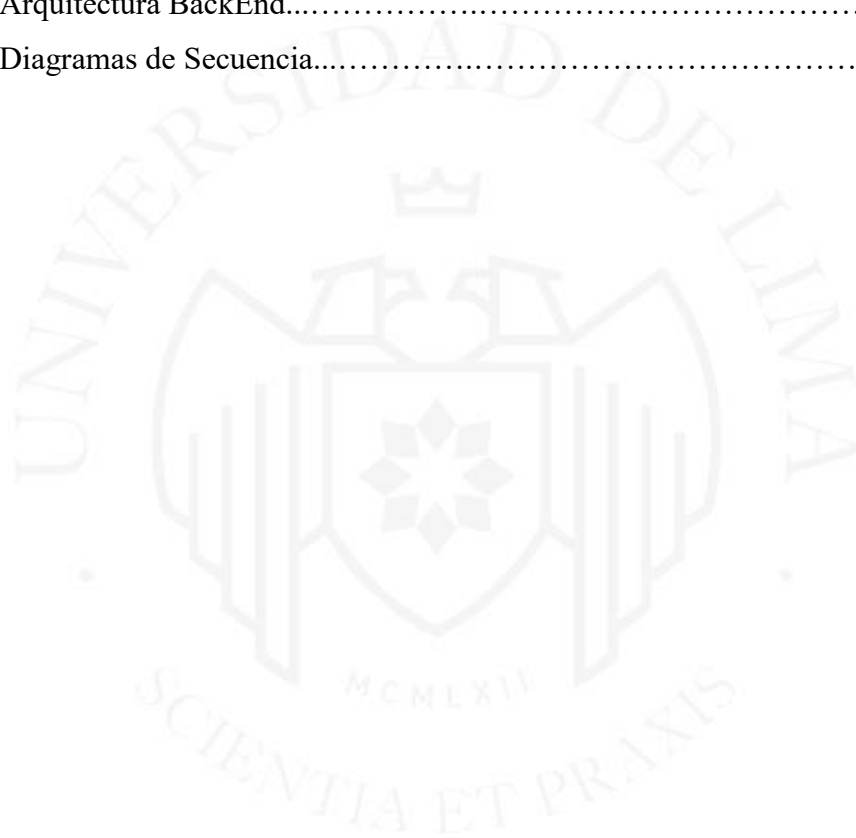 Arquitectura BackEnd...…………….……………………………………
Diagramas de Secuencia...………….……………………………………
UNIVERSIDAD DE LIMA
MCMLXII
SCIENTIA ET PRAXIS